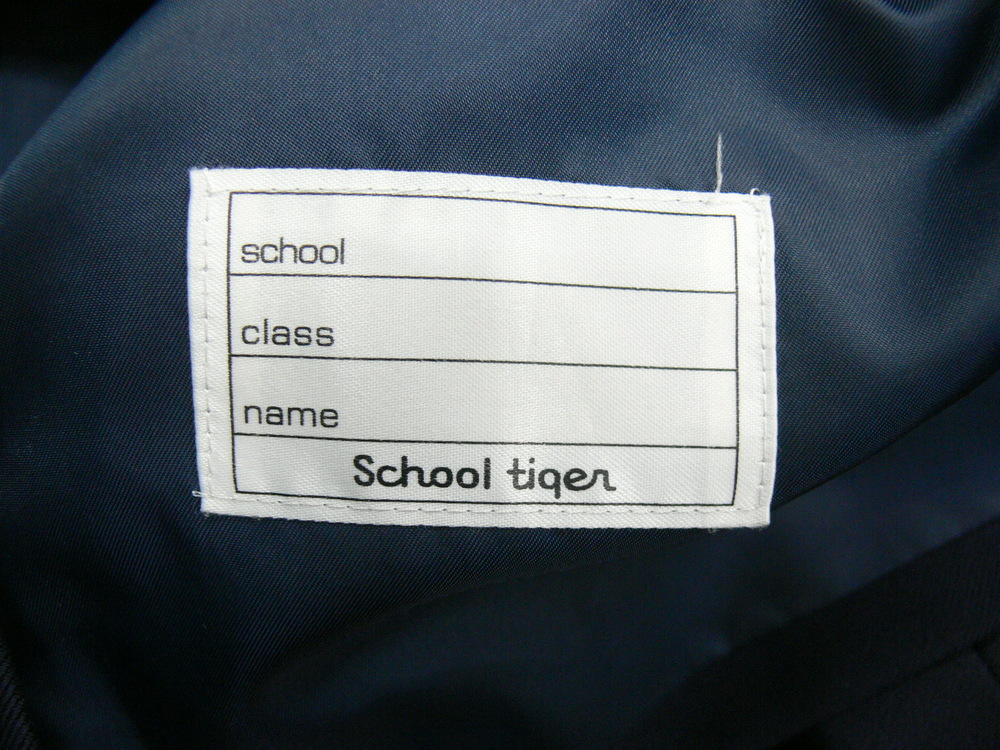 school
class
name
School tiger